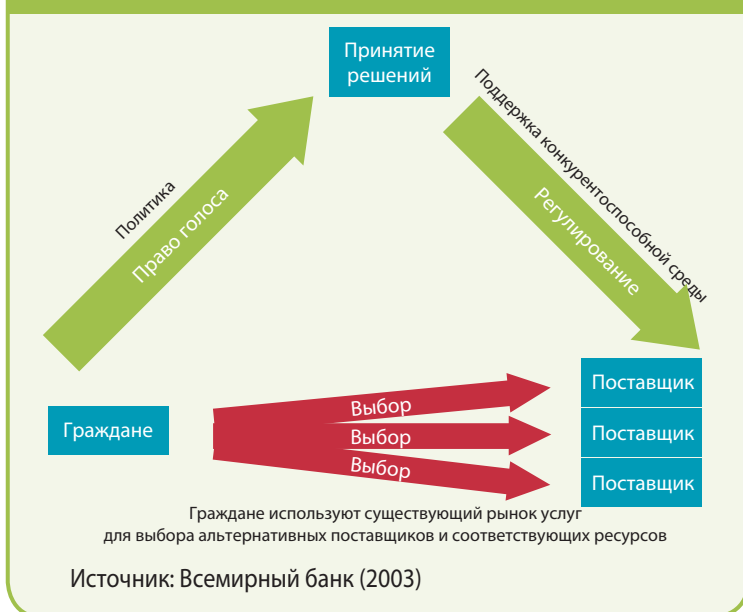 Принятие
решений
Политика
Право голоса
Поддержка конкурентоспособной среды
Регулирование
Граждане
Выбор
Выбор
Выбор
Поставщик
Поставщик
Поставщик
Граждане используют существующий рынок услуг
для выбора альтернативных поставщиков и соответствующих ресурсов
Источник: Всемирный банк (2003)